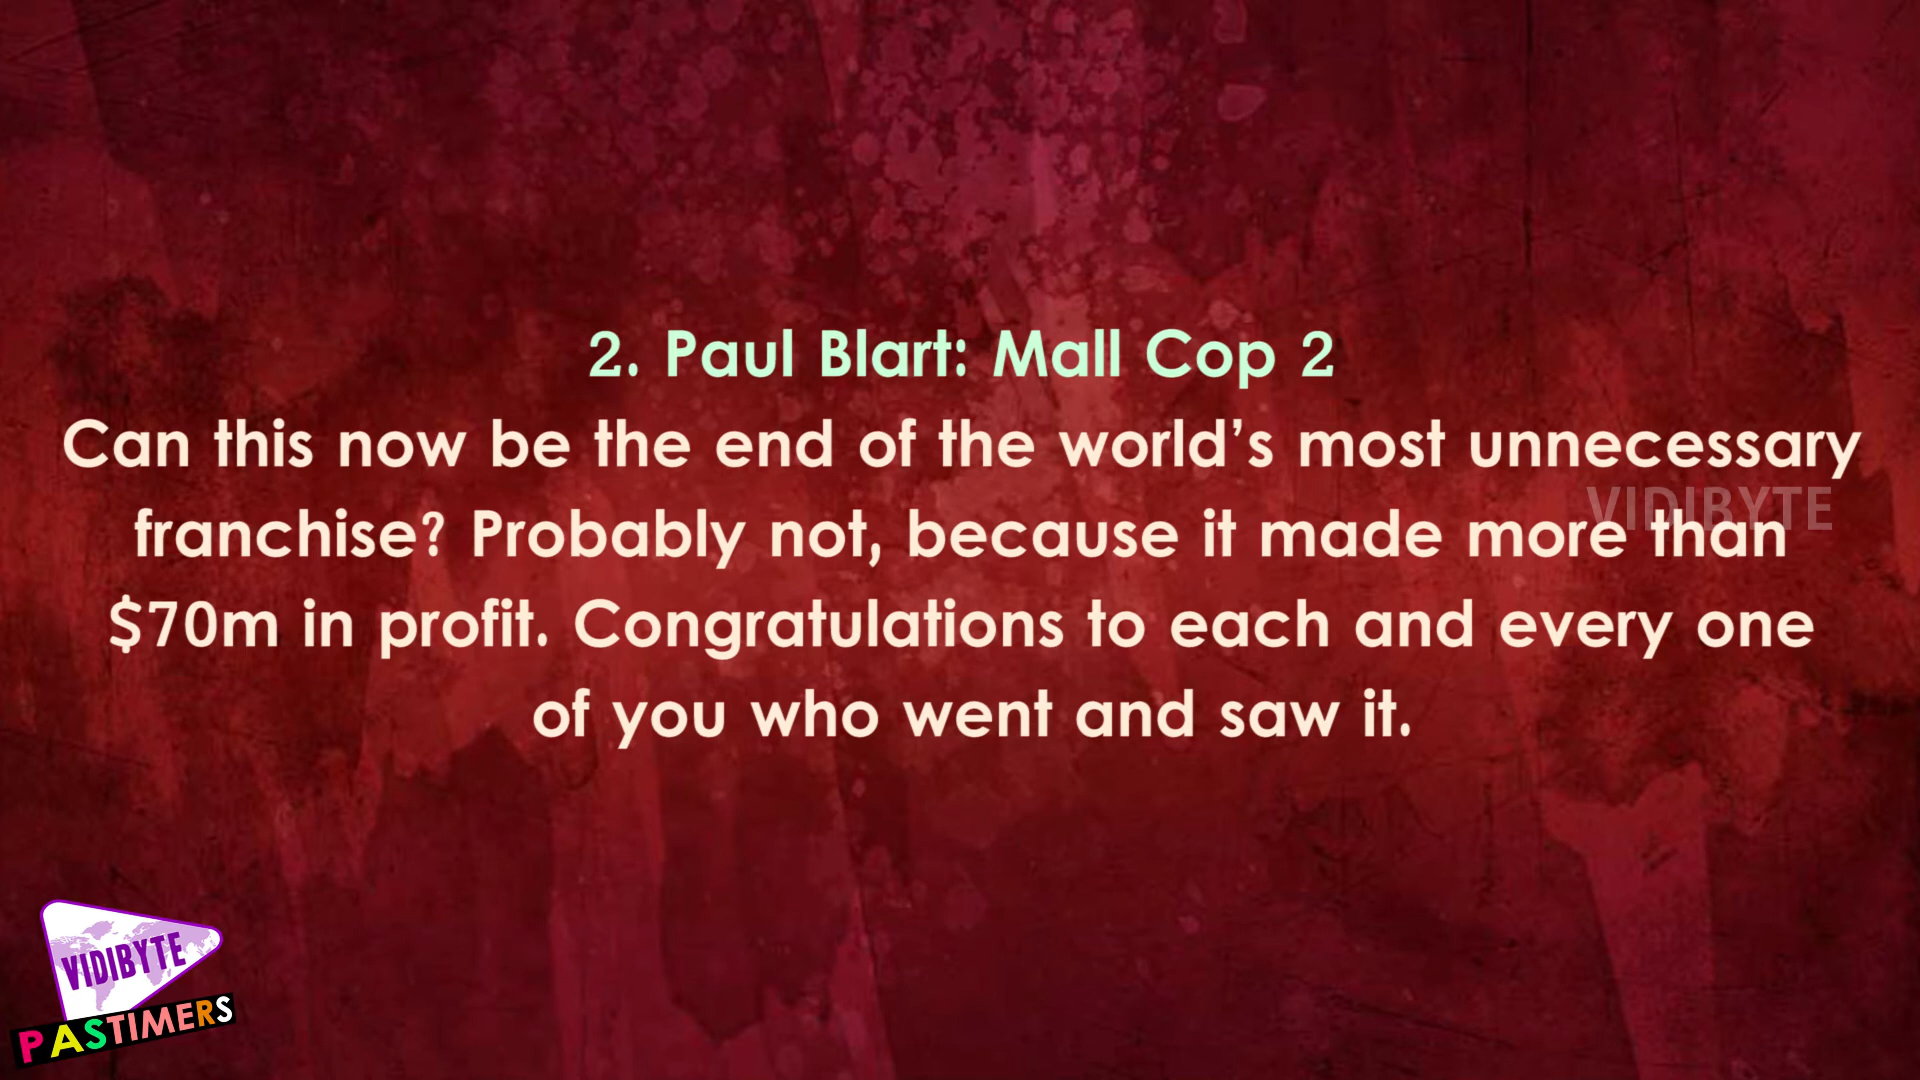 2. Paul Blart: Mall Cop 2
Can this now be the end of the world’s most unnecessary
franchise? Probably not, because it made more than
$70m in profit. Congratulations to each and every one
of you who went and saw it.
VIDIBYTE
VIDIBYTE
PASTIMERS